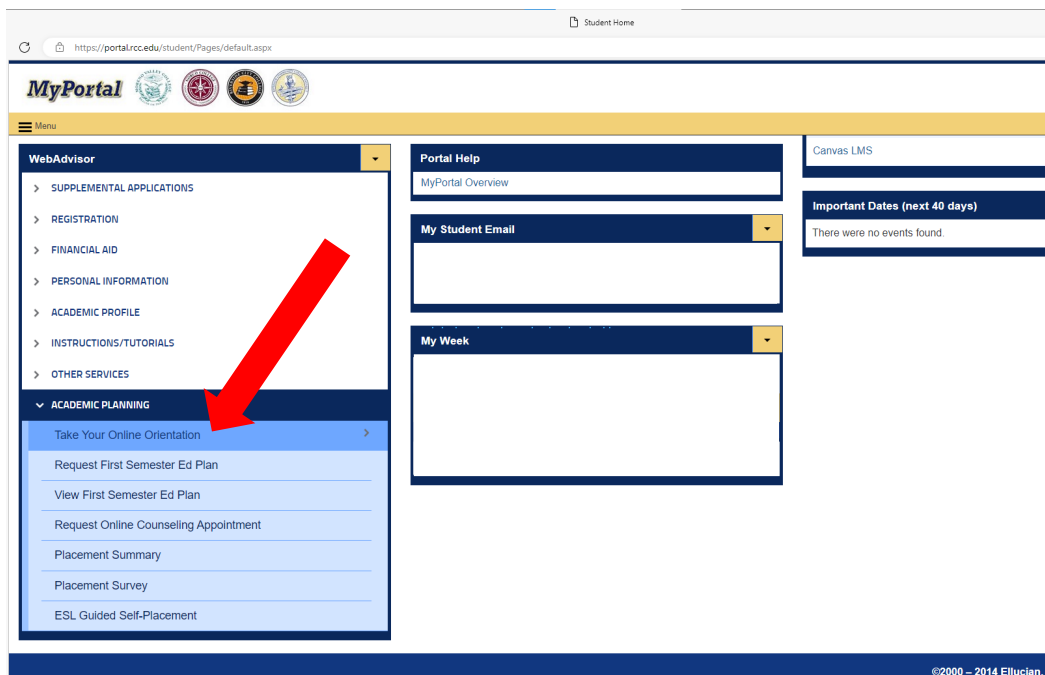 Student Home
https://portal.rcc.edu/student/Pages/default.aspx
MyPortal
Menu
WebAdvisor
SUPPLEMENTAL APPLICATIONS
REGISTRATION
FINANCIAL AID
PERSONAL INFORMATION
ACADEMIC PROFILE
INSTRUCTIONS/TUTORIALS
OTHER SERVICES
ACADEMIC PLANNING
Take Your Online Orientation
Request First Semester Ed Plan
View First Semester Ed Plan
Request Online Counseling Appointment
Placement Summary
Placement Survey
ESL Guided Self-Placement
Portal Help
MyPortal Overview
My Student Email
My Week
Canvas LMS
Important Dates (next 40 days)
There were no events found.
©2000 – 2014 Ellucian.